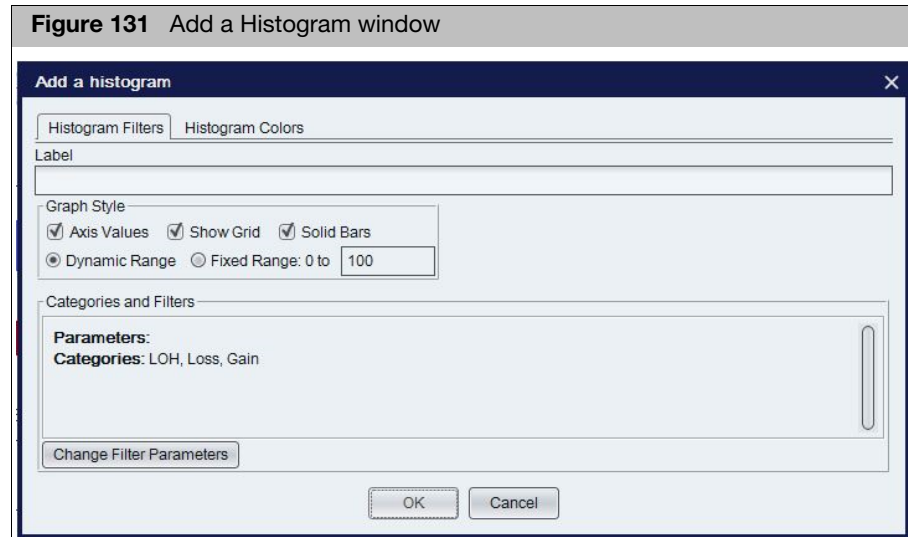 Figure 131 Add a Histogram window
Add a histogram
Histogram Filters Histogram Colors
Label
Graph Style
Axis Values Show Grid Solid Bars
Dynamic Range Fixed Range: 0 to 100
Categories and Filters
Parameters:
Categories: LOH, Loss, Gain
Change Filter Parameters
OK Cancel